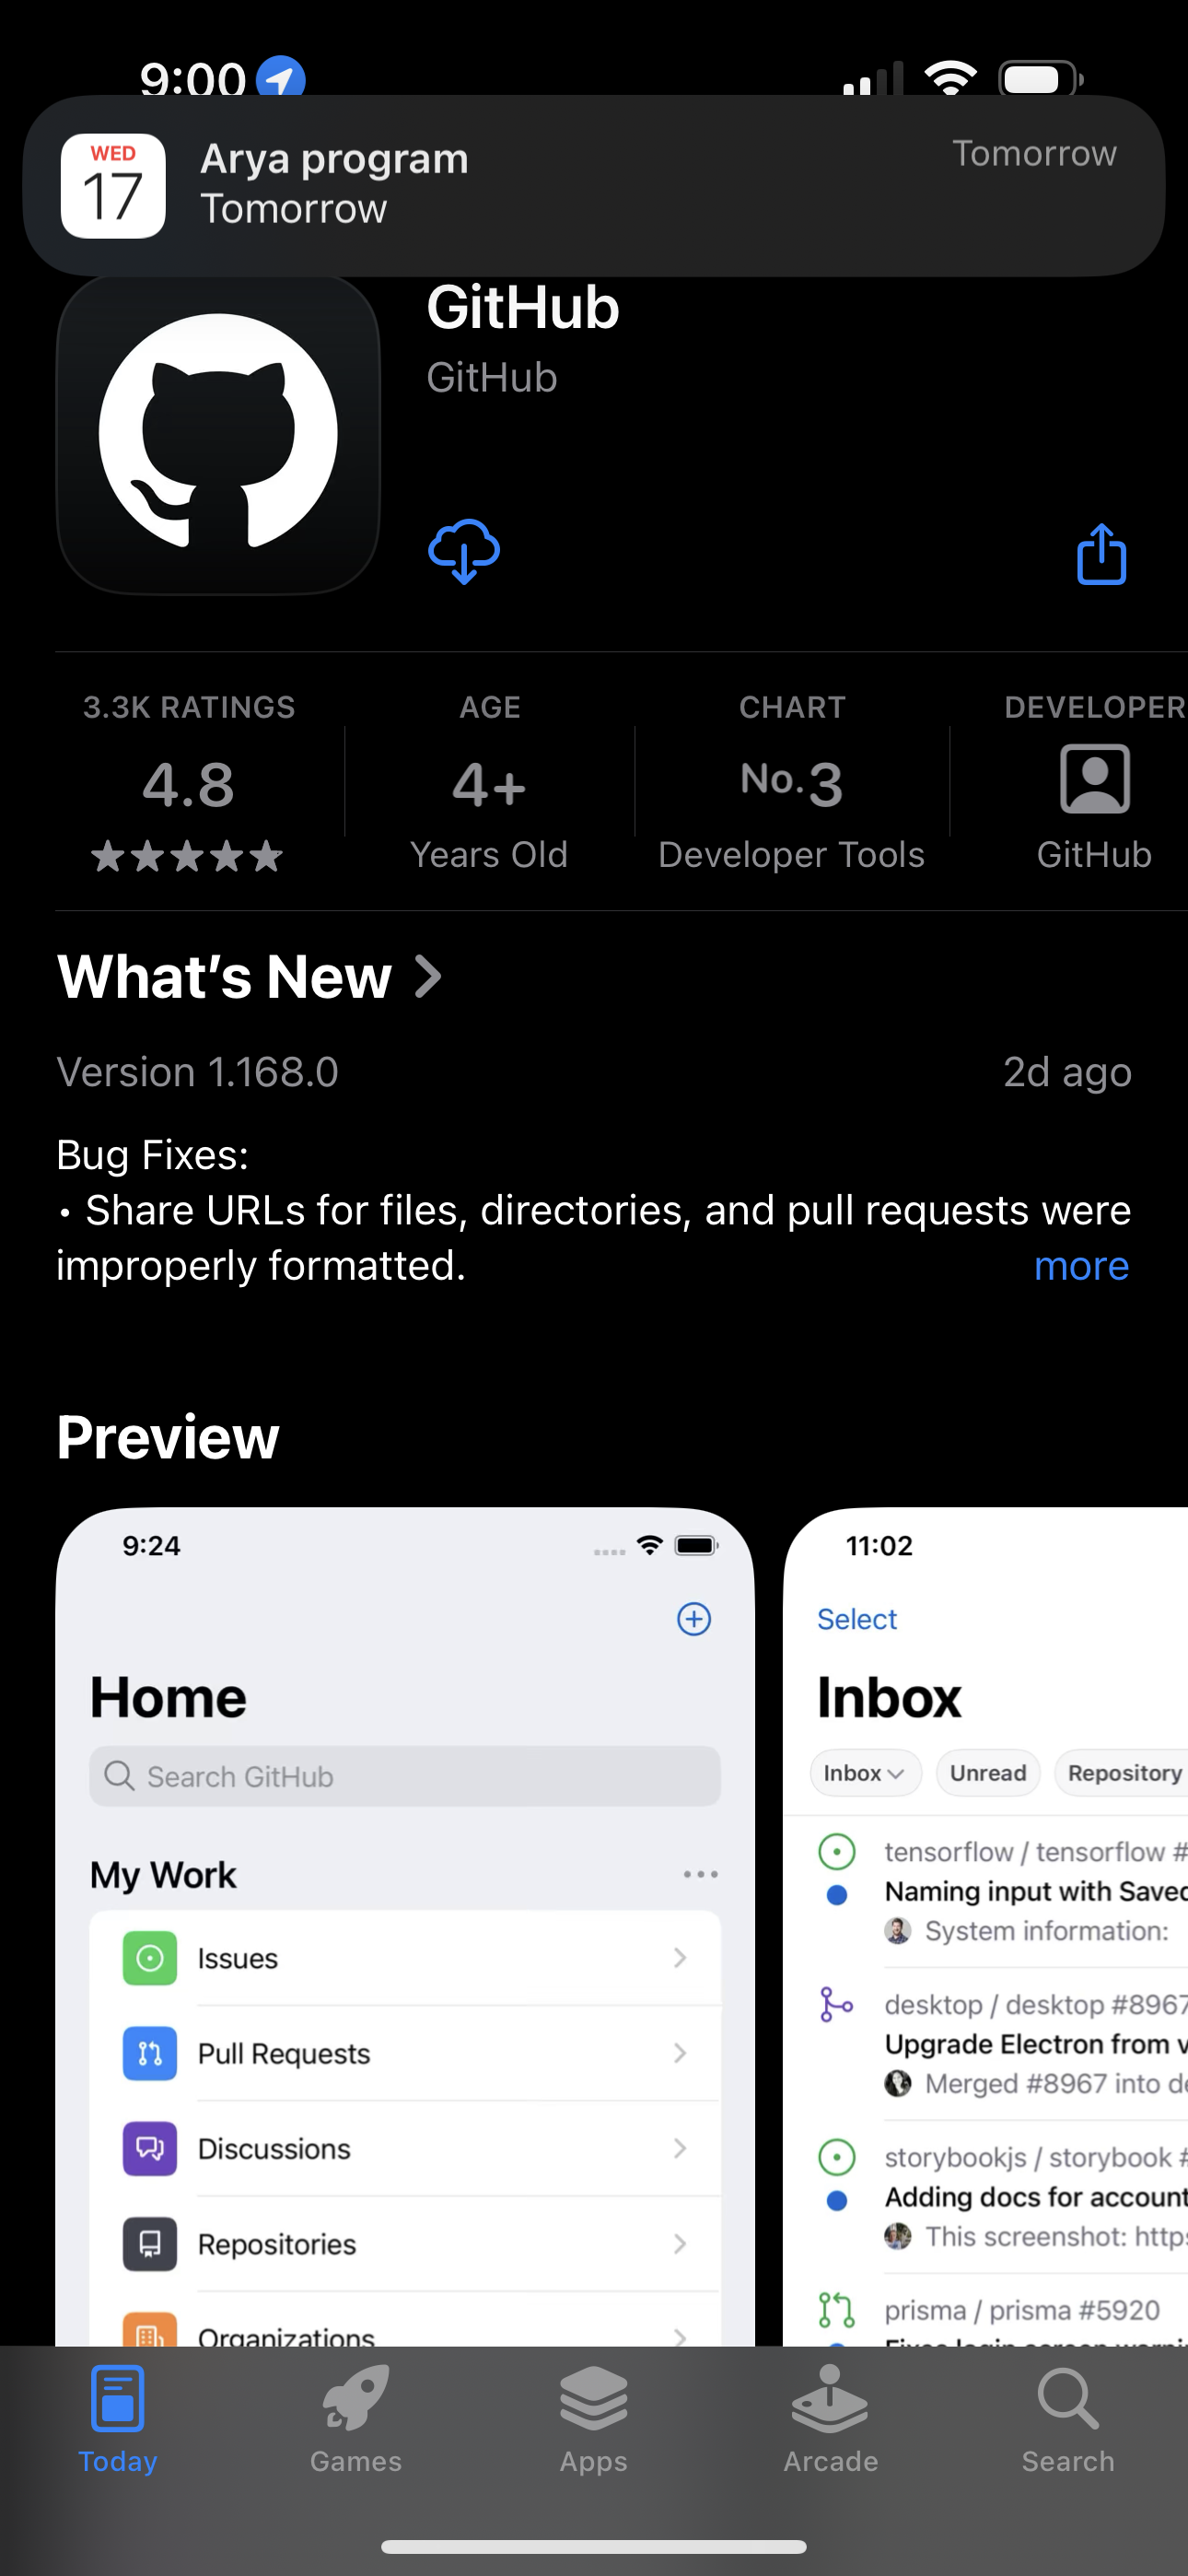 9:00
WED
17
Arya program
Tomorrow
Tomorrow
GitHub
GitHub
3.3K RATINGS
4.8
AGE
4+
Years Old
CHART
No.3
Developer Tools
DEVELOPER
GitHub
What's New
Version 1.168.0
2d ago
Bug Fixes:
• Share URLs for files, directories, and pull requests were
improperly formatted.
more
Preview
9:24
Home
Search GitHub
My Work
Issues
Pull Requests
Discussions
Repositories
Organizations
11:02
Select
Inbox
Inbox
Unread
Repository
tensorflow / tensorflow #
Naming input with Saved
System information:
desktop / desktop #8967
Upgrade Electron from v
Merged #8967 into de
storybookjs / storybook #
Adding docs for account
This screenshot: https
prisma / prisma #5920
Today
Games
Apps
Arcade
Search